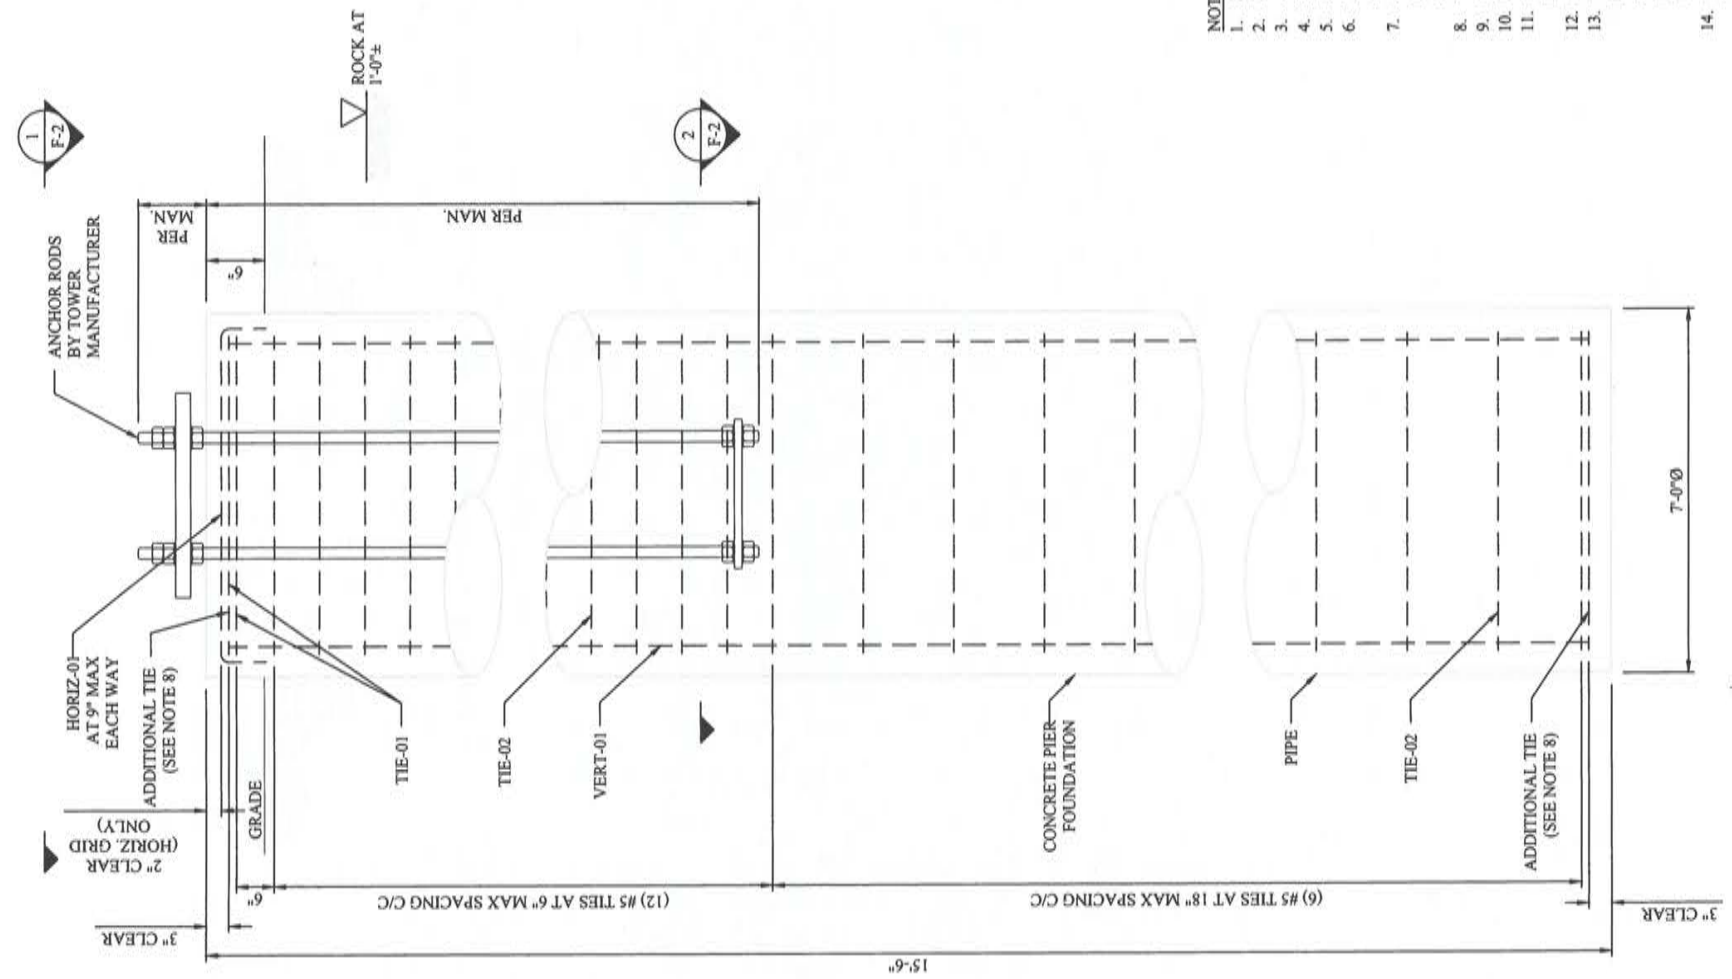 1
F-2
ANCHOR RODS
BY TOWER
MANUFACTURER
ROCK AT
1'-0"±
PER
MAN.
PER MAN.
6"
2
F-2
HORIZ-01
AT 9" MAX
EACH WAY
ADDITIONAL TIE
(SEE NOTE 8)
2" CLEAR
(HORIZ. GRID
ONLY)
GRADE
TIE-01
TIE-02
VERT-01
CONCRETE PIER
FOUNDATION
PIPE
TIE-02
ADDITIONAL TIE
(SEE NOTE 8)
3" CLEAR
6"
(12) #5 TIES AT 6" MAX SPACING C/C
(6) #5 TIES AT 18" MAX SPACING C/C
3" CLEAR
15'-6"
7'-0"Ø
NOT
1.
2.
3.
4.
5.
6.
7.
8.
9.
10.
11.
12.
13.
14.